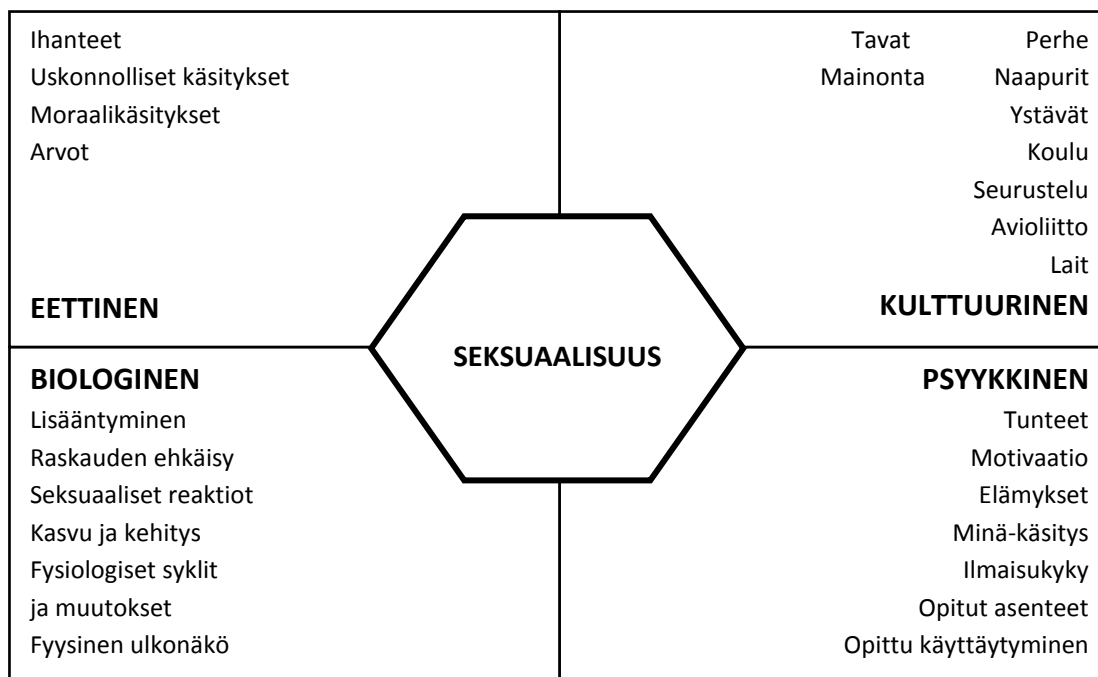 Ihanteet
Uskonnolliset käsitykset
Moraalikäsitykset
Arvot
EETTINEN
Tavat Perhe
Mainonta Naapurit
Ystävät
Koulu
Seurustelu
Avioliitto
Lait
KULTTUURINEN
SEKSUAALISUUS
BIOLOGINEN
Lisääntyminen
Raskauden ehkäisy
Seksuaaliset reaktiot
Kasvu ja kehitys
Fysiologiset syklit
ja muutokset
Fyysinen ulkonäkö
PSYYKKINEN
Tunteet
Motivaatio
Elämykset
Minä-käsitys
Ilmaisukyky
Opitut asenteet
Opittu käyttäytyminen